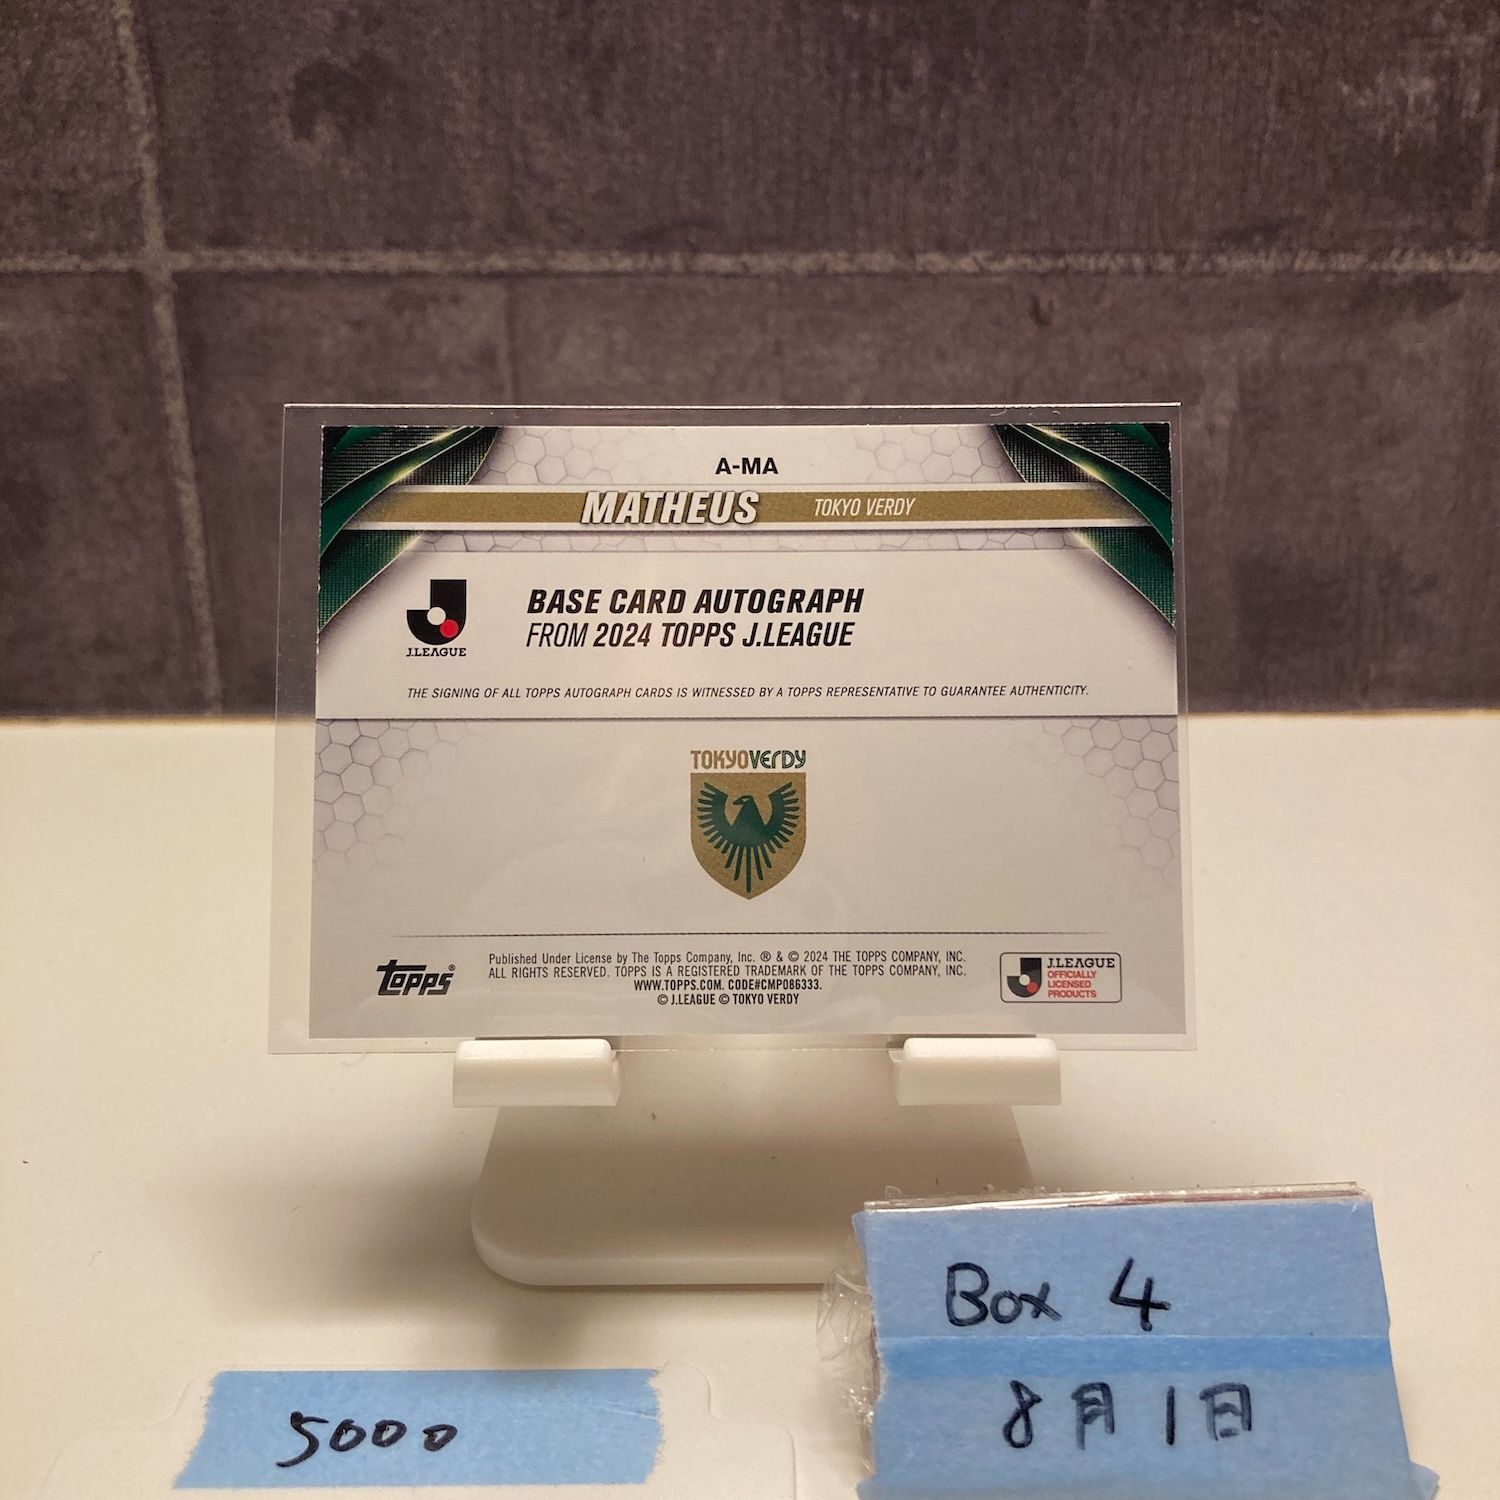 A-MA
MATHEUS TOKYO VERDY
J.LEAGUE
BASE CARD AUTOGRAPH
FROM 2024 TOPPS J.LEAGUE
THE SIGNING OF ALL TOPPS AUTOGRAPH CARDS IS WITNESSED BY A TOPPS REPRESENTATIVE TO GUARANTEE AUTHENTICITY.
TOKYO VERDY
topps®
Published Under License by The Topps Company, Inc. ® & © 2024 THE TOPPS COMPANY, INC.
ALL RIGHTS RESERVED. TOPPS IS A REGISTERED TRADEMARK OF THE TOPPS COMPANY, INC.
WWW.TOPPS.COM. CODE#CMP086333.
© J.LEAGUE © TOKYO VERDY
J.LEAGUE
OFFICIALLY
LICENSED
PRODUCTS
Box 4
8月1日
5000